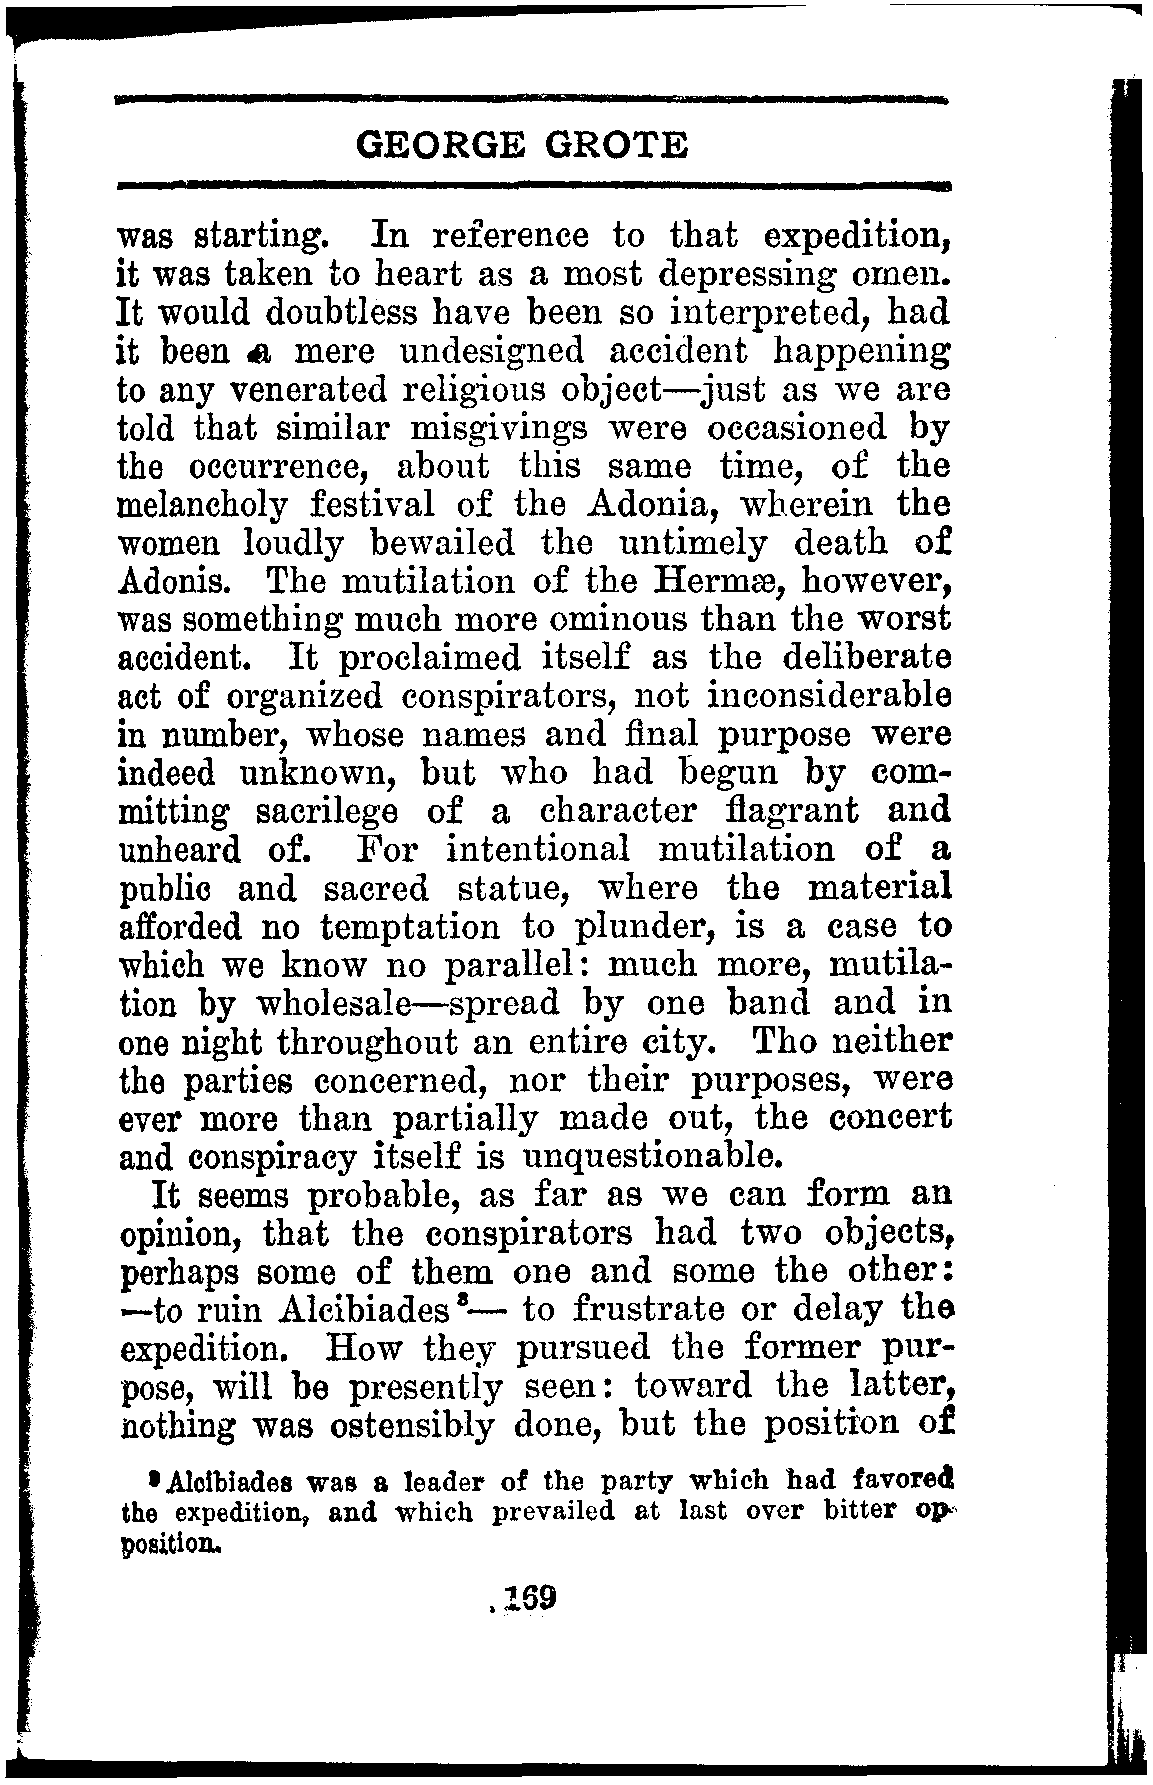 GEORGE GROTE
was starting. In reference to that expedition,
it was taken to heart as a most depressing omen.
It would doubtless have been so interpreted, had
it been a mere undesigned accident happening
to any venerated religious object—just as we are
told that similar misgivings were occasioned by
the occurrence, about this same time, of the
melancholy festival of the Adonia, wherein the
women loudly bewailed the untimely death of
Adonis. The mutilation of the Hermæ, however,
was something much more ominous than the worst
accident. It proclaimed itself as the deliberate
act of organized conspirators, not inconsiderable
in number, whose names and final purpose were
indeed unknown, but who had begun by com-
mitting sacrilege of a character flagrant and
unheard of. For intentional mutilation of a
public and sacred statue, where the material
afforded no temptation to plunder, is a case to
which we know no parallel: much more, mutila-
tion by wholesale—spread by one band and in
one night throughout an entire city. Tho neither
the parties concerned, nor their purposes, were
ever more than partially made out, the concert
and conspiracy itself is unquestionable.
It seems probable, as far as we can form an
opinion, that the conspirators had two objects,
perhaps some of them one and some the other:
—to ruin Alcibiades⁸— to frustrate or delay the
expedition. How they pursued the former pur-
pose, will be presently seen: toward the latter,
nothing was ostensibly done, but the position of
⁸ Alcibiades was a leader of the party which had favored
the expedition, and which prevailed at last over bitter op-
position.
169